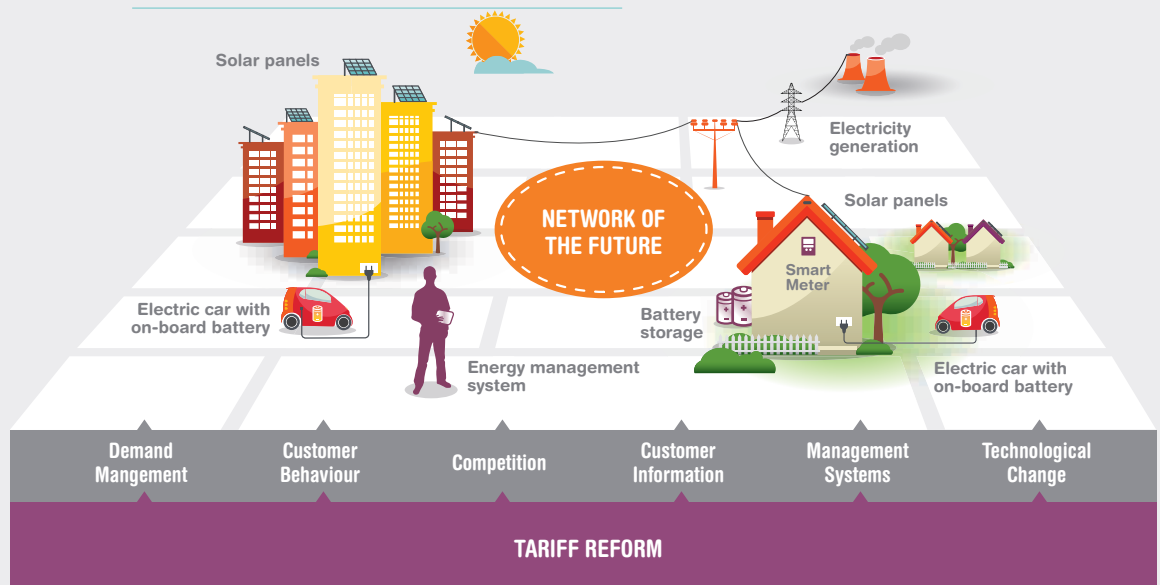 Solar panels
Electricity
generation
Solar panels
NETWORK OF
THE FUTURE
Smart
Meter
Electric car with
on-board battery
Battery
storage
Energy management
system
Electric car with
on-board battery
Demand
Mangement
Customer
Behaviour
Competition
Customer
Information
Management
Systems
Technological
Change
TARIFF REFORM